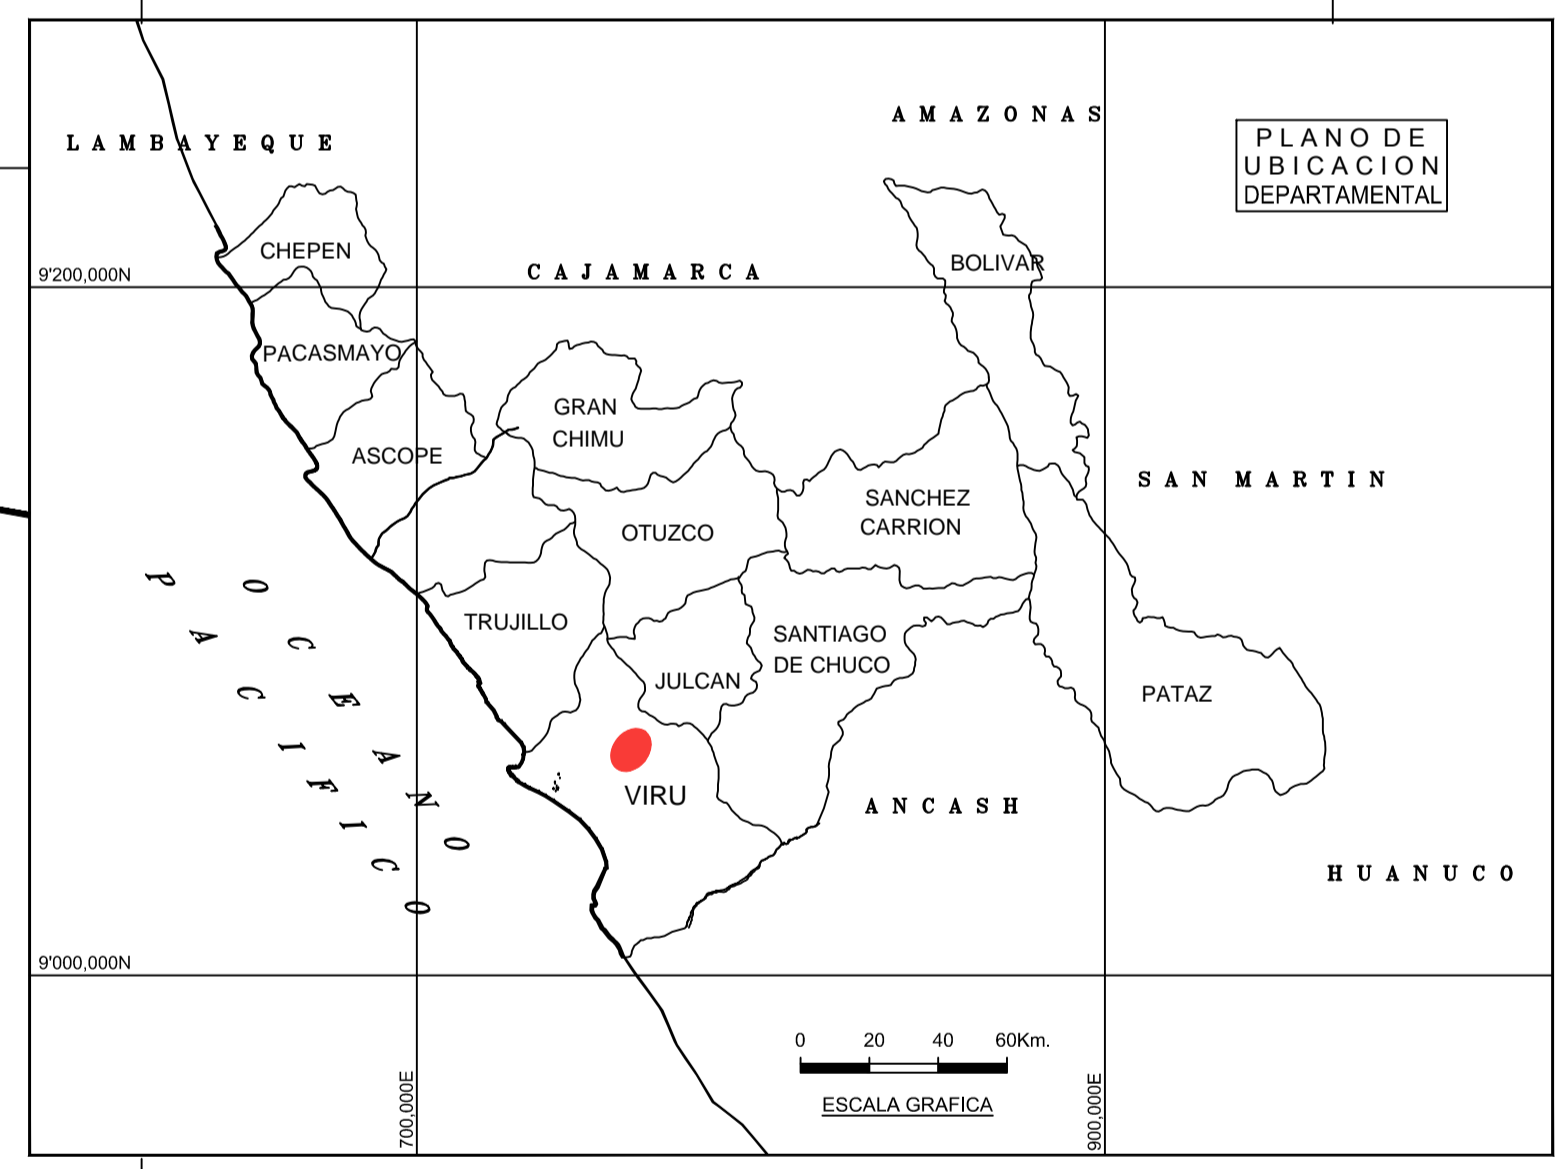 AMAZONAS
PLANO DE
UBICACION
DEPARTAMENTAL
LAMBAYEQUE
CHEPEN
BOLIVAR
9'200,000N
CAJAMARCA
PACASMAYO
GRAN
CHIMU
ASCOPE
SAN MARTIN
SANCHEZ
CARRION
OTUZCO
OCEANO
PACIFICO
TRUJILLO
SANTIAGO
DE CHUCO
JULCAN
PATAZ
VIRU
ANCASH
HUANUCO
9'000,000N
0 20 40 60Km.
ESCALA GRAFICA
700,000E
900,000E